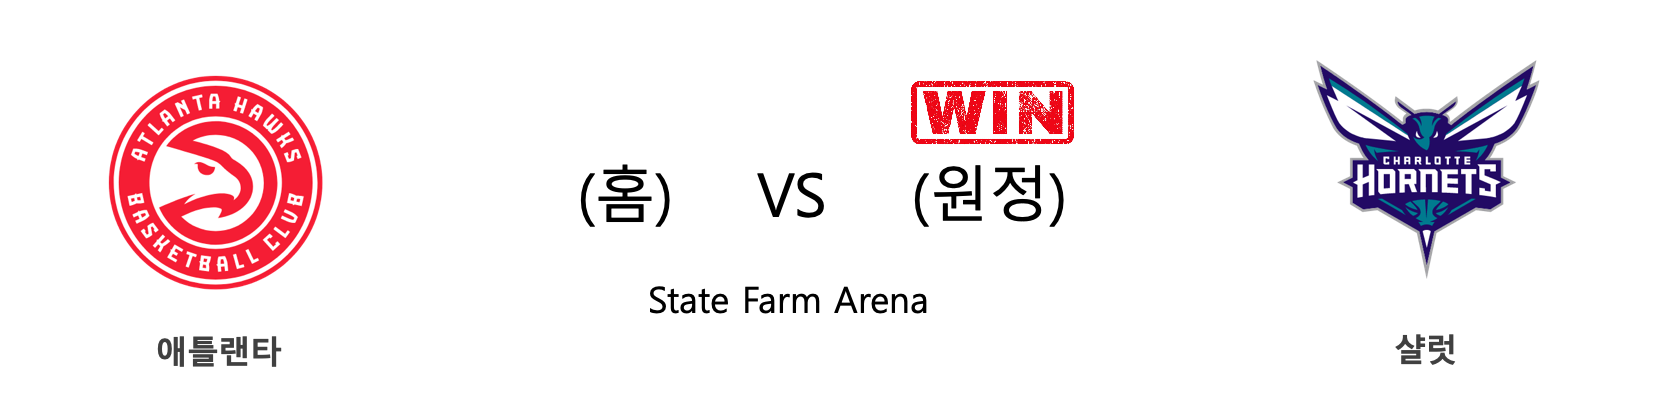 ATLANTA HAWKS
BASKETBALL CLUB
WIN
(홈) VS (원정)
CHARLOTTE
HORNETS
State Farm Arena
애틀랜타
샬럿